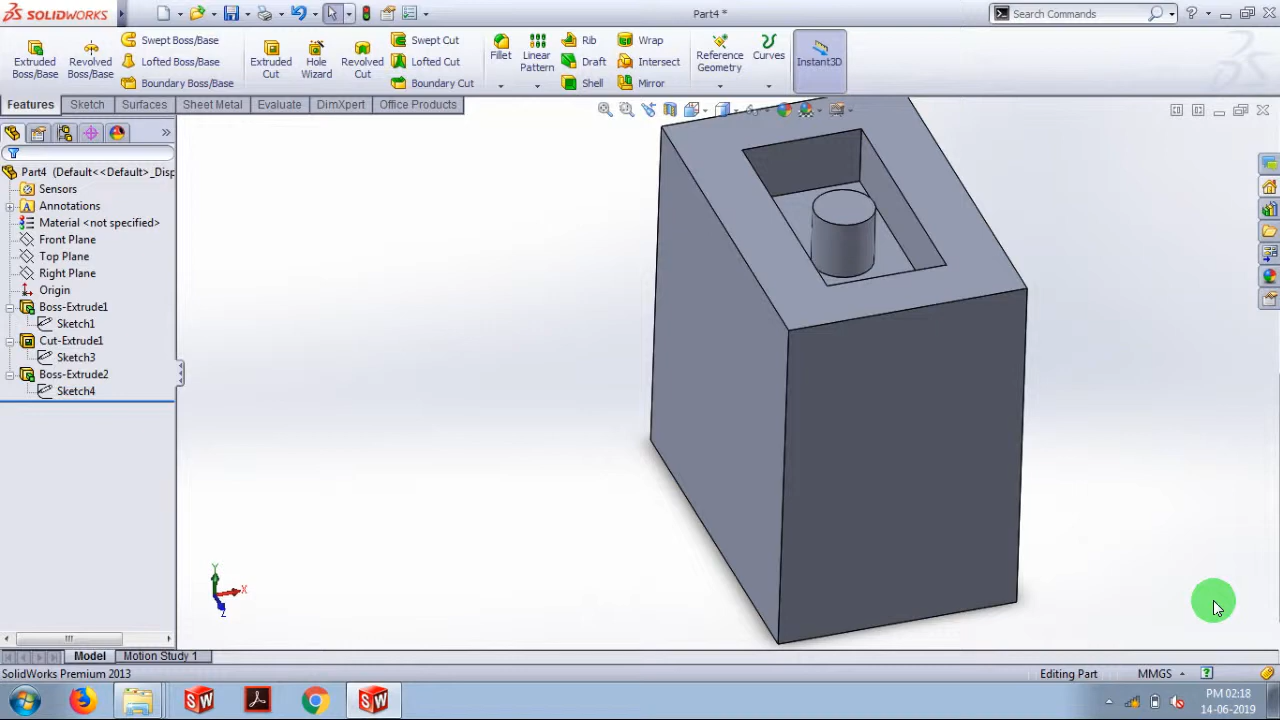 SOLIDWORKS
Part4 *
Search Commands
Extruded Boss/Base
Revolved Boss/Base
Swept Boss/Base
Lofted Boss/Base
Boundary Boss/Base
Extruded Cut
Hole Wizard
Revolved Cut
Swept Cut
Lofted Cut
Boundary Cut
Fillet
Linear Pattern
Rib
Draft
Shell
Wrap
Intersect
Mirror
Reference Geometry
Curves
Instant3D
Features
Sketch
Surfaces
Sheet Metal
Evaluate
DimXpert
Office Products
Part4 (Default<<Default>_Disp
Sensors
Annotations
Material <not specified>
Front Plane
Top Plane
Right Plane
Origin
Boss-Extrude1
Sketch1
Cut-Extrude1
Sketch3
Boss-Extrude2
Sketch4
Y
X
Z
Model
Motion Study 1
SolidWorks Premium 2013
Editing Part
MMGS
PM 02:18
14-06-2019